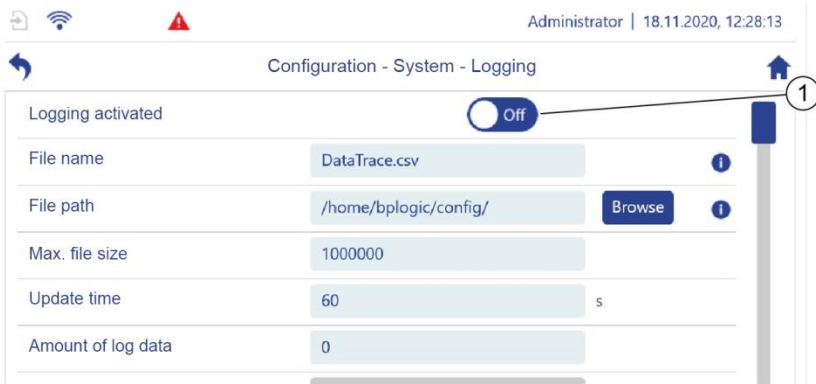 Administrator | 18.11.2020, 12:28:13
Configuration - System - Logging
1
Logging activated Off
File name DataTrace.csv i
File path /home/bplogic/config/ Browse i
Max. file size 1000000
Update time 60 s
Amount of log data 0